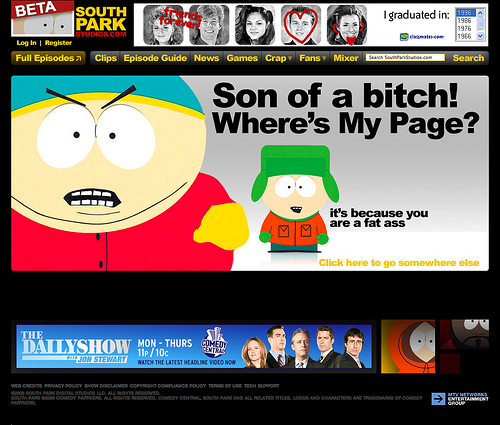 BETA
SOUTH
PARK
STUDIOS.COM
Log In | Register
friends
forever!
I graduated in:
1996
1986
1976
1966
classmates.com
Full Episodes
Clips Episode Guide News Games Crap Fans Mixer
Search SouthParkStudios.com
Search
Son of a bitch!
Where's My Page?
it's because you
are a fat ass
Click here to go somewhere else
THE
DAILYSHOW
WITH JON STEWART
MON - THURS
11P/10C
WATCH THE LATEST HEADLINE VIDEO NOW
COMEDY
CENTRAL
WEB CREDITS PRIVACY POLICY SHOW DISCLAIMER COPYRIGHT COMPLIANCE POLICY TERMS OF USE TECH SUPPORT
©2008 SOUTH PARK DIGITAL STUDIOS LLC. ALL RIGHTS RESERVED.
SOUTH PARK ©2008 COMEDY PARTNERS. ALL RIGHTS RESERVED. COMEDY CENTRAL, SOUTH PARK AND ALL RELATED TITLES, LOGOS AND CHARACTERS ARE TRADEMARKS OF COMEDY
PARTNERS.
MTV NETWORKS
ENTERTAINMENT
GROUP